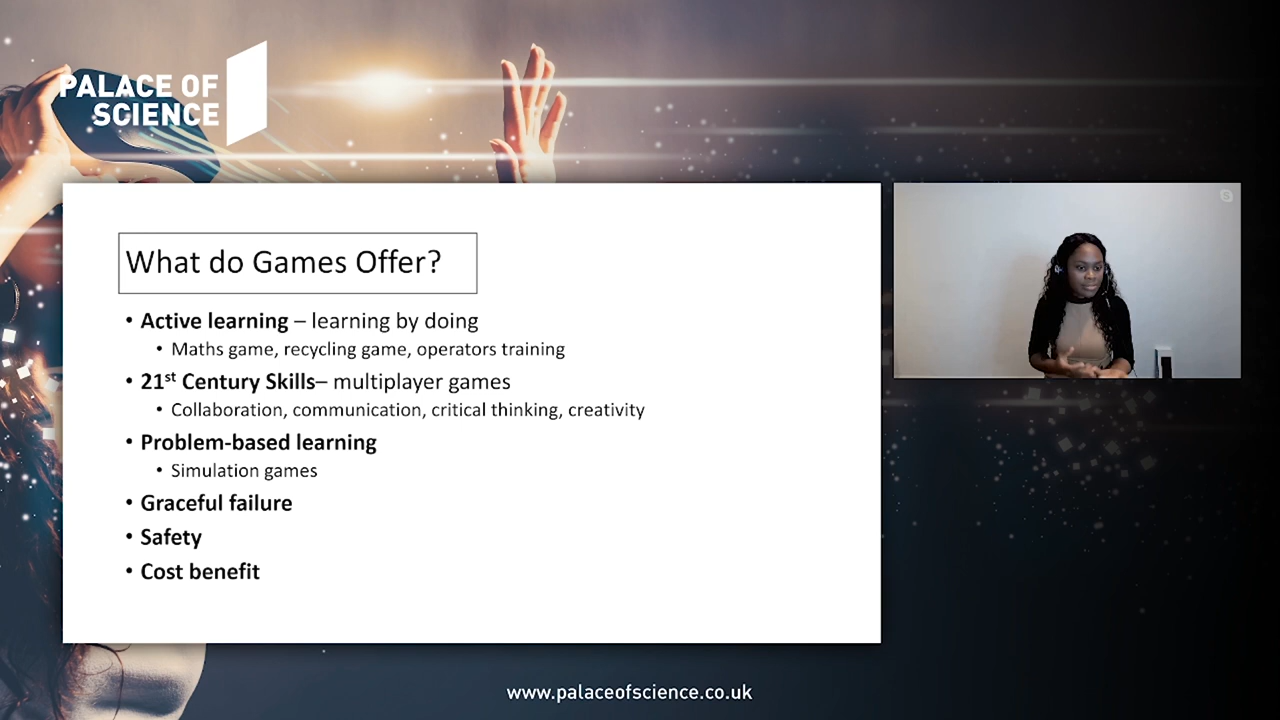 PALACE OF
SCIENCE
What do Games Offer?
• Active learning – learning by doing
• Maths game, recycling game, operators training
• 21st Century Skills– multiplayer games
• Collaboration, communication, critical thinking, creativity
• Problem-based learning
• Simulation games
• Graceful failure
• Safety
• Cost benefit
www.palaceofscience.co.uk